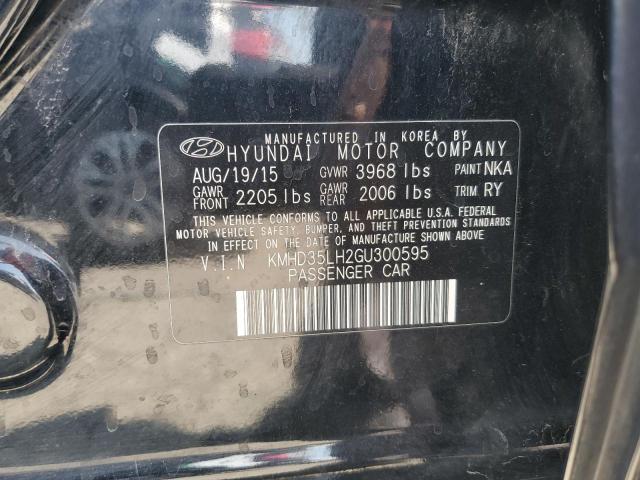 MANUFACTURED IN KOREA BY
HYUNDAI MOTOR COMPANY
AUG/19/15 GVWR 3968 lbs PAINT NKA
GAWR FRONT 2205 lbs GAWR REAR 2006 lbs TRIM RY
THIS VEHICLE CONFORMS TO ALL APPLICABLE U.S.A. FEDERAL
MOTOR VEHICLE SAFETY, BUMPER, AND THEFT PREVENTION STANDARDS
IN EFFECT ON THE DATE OF MANUFACTURE SHOWN ABOVE.
V.I.N KMHD35LH2GU300595
PASSENGER CAR